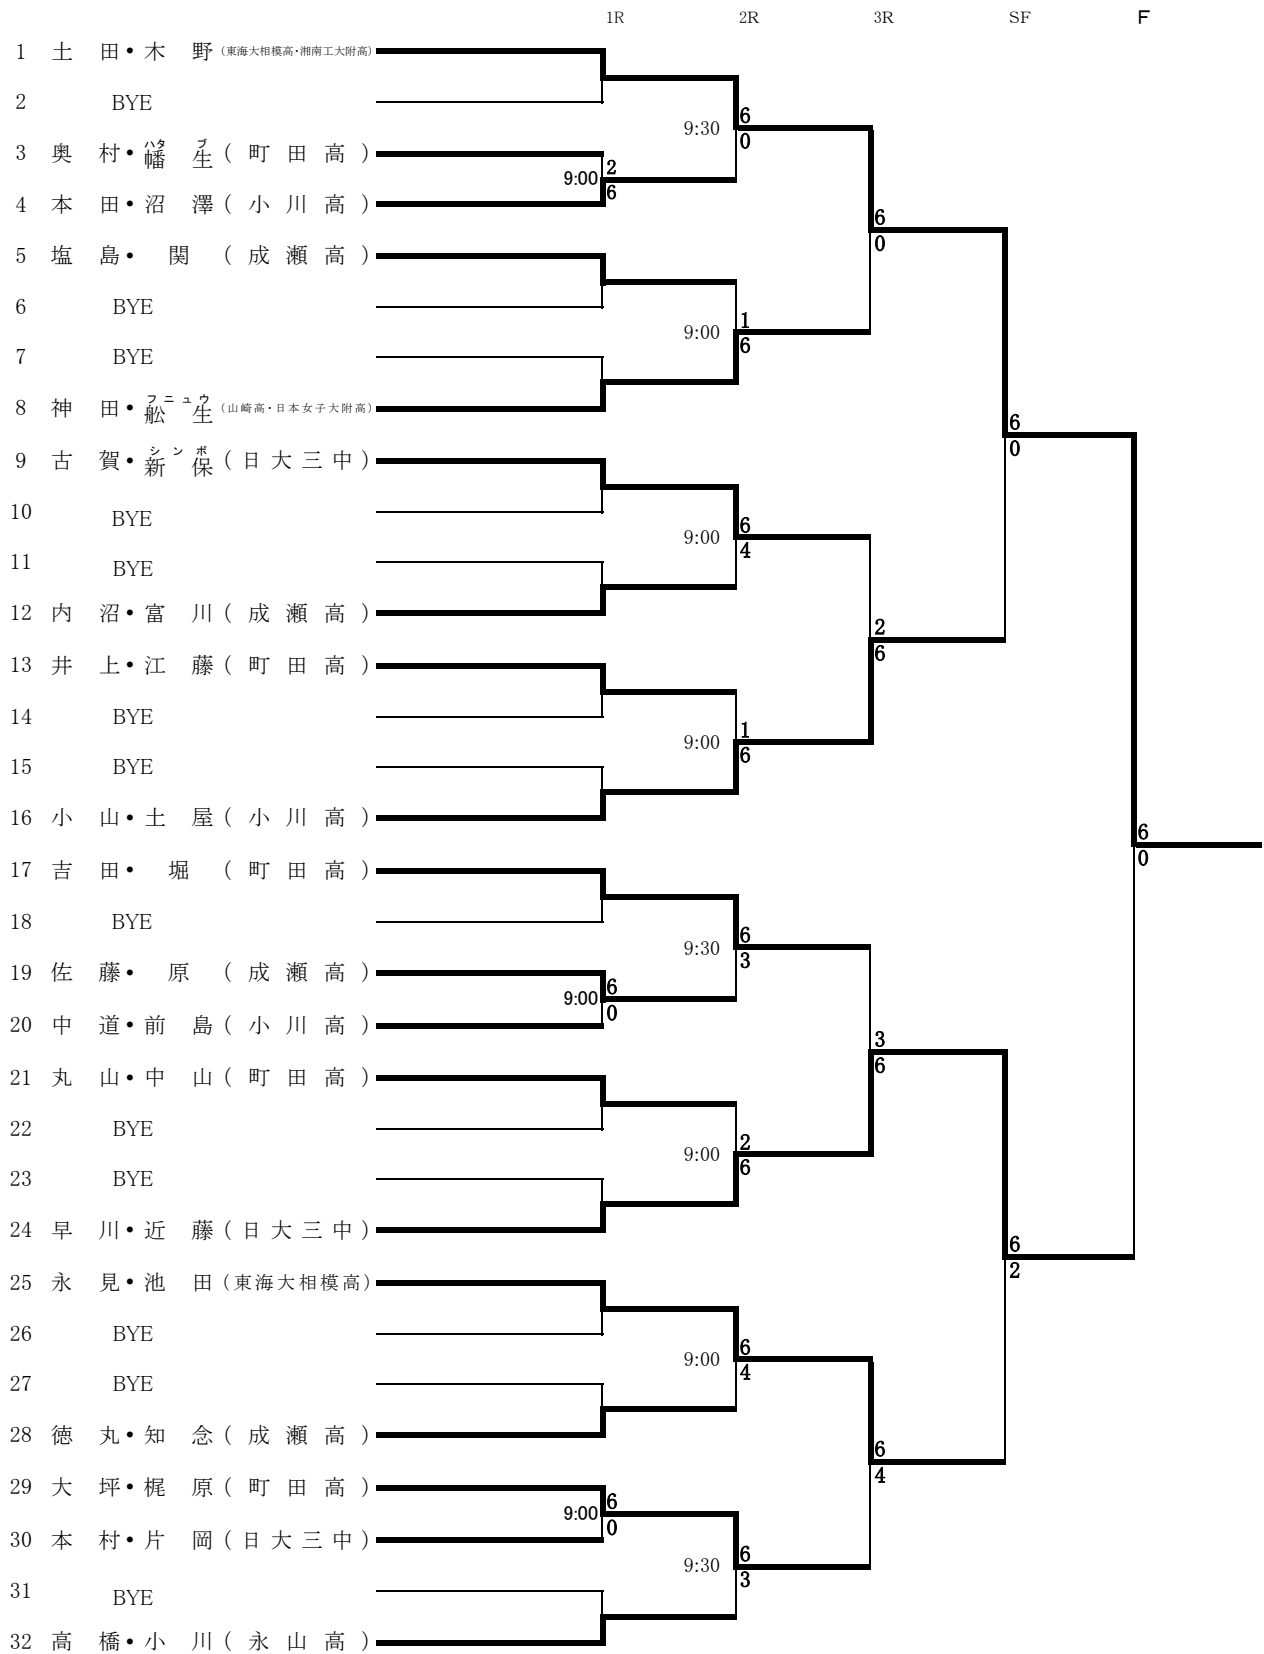 1R 2R 3R SF F
1 土 田・木 野 (東海大相模高・湘南工大附高)
6
2 BYE
9:30
0
ハタ ブ
3 奥 村・幡 生 ( 町 田 高 )
2
9:00
6
4 本 田・沼 澤 ( 小 川 高 )
6
0
5 塩 島・ 関 ( 成 瀬 高 )
6 BYE
1
9:00
6
7 BYE
フニュウ
8 神 田・舩 生 (山崎高・日本女子大附高)
6
0
シンボ
9 古 賀・新 保 ( 日 大 三 中 )
10 BYE
6
9:00
4
11 BYE
12 内 沼・富 川 ( 成 瀬 高 )
2
6
13 井 上・江 藤 ( 町 田 高 )
14 BYE
1
9:00
6
15 BYE
16 小 山・土 屋 ( 小 川 高 )
6
0
17 吉 田・ 堀 ( 町 田 高 )
18 BYE
6
9:30
3
19 佐 藤・ 原 ( 成 瀬 高 )
6
9:00
0
20 中 道・前 島 ( 小 川 高 )
3
6
21 丸 山・中 山 ( 町 田 高 )
22 BYE
2
9:00
6
23 BYE
24 早 川・近 藤 ( 日 大 三 中 )
6
2
25 永 見・池 田 (東海大相模高)
26 BYE
6
9:00
4
27 BYE
28 徳 丸・知 念 ( 成 瀬 高 )
6
4
29 大 坪・梶 原 ( 町 田 高 )
6
9:00
0
30 本 村・片 岡 ( 日 大 三 中 )
6
9:30
3
31 BYE
32 高 橋・小 川 ( 永 山 高 )